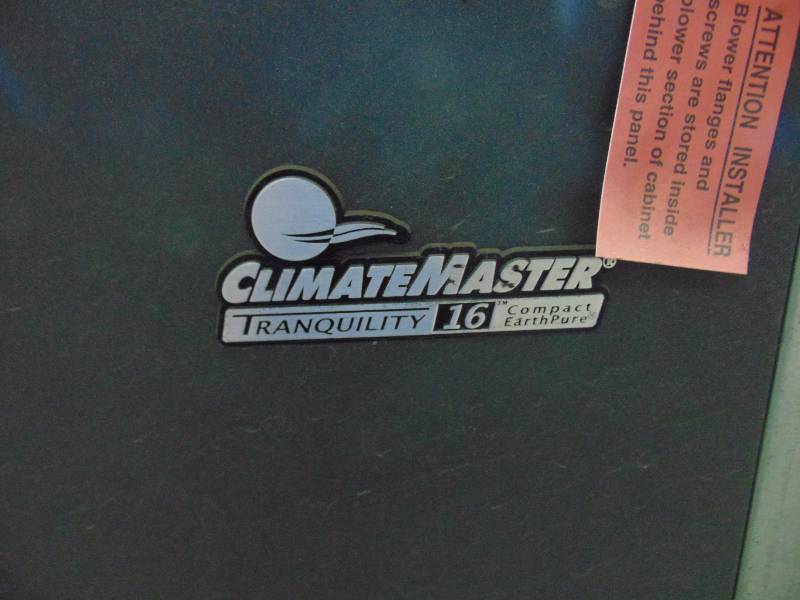 CLIMATEMASTER®
TRANQUILITY 16™ Compact
EarthPure®
ATTENTION INSTALLER
Blower flanges and
screws are stored inside
blower section of cabinet
behind this panel.